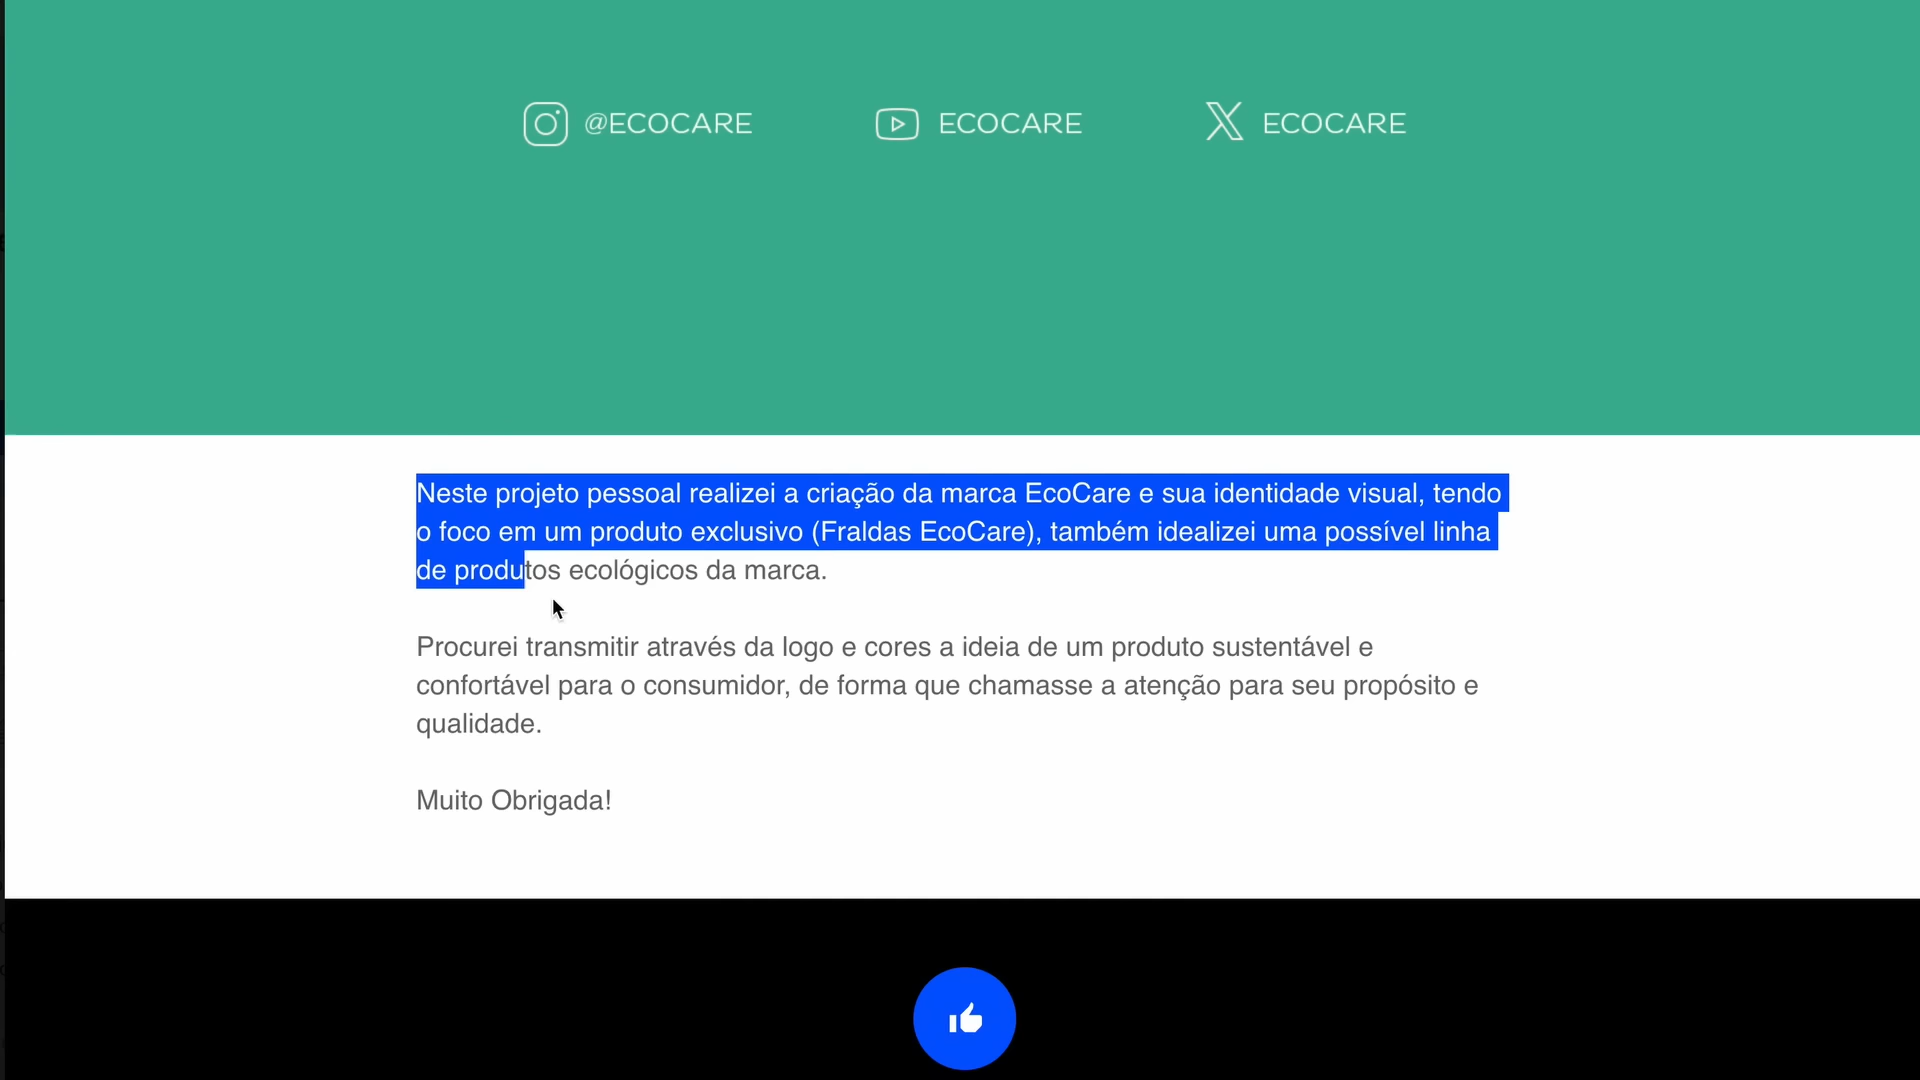 @ECOCARE ECOCARE ECOCARE
Neste projeto pessoal realizei a criação da marca EcoCare e sua identidade visual, tendo
o foco em um produto exclusivo (Fraldas EcoCare), também idealizei uma possível linha
de produtos ecológicos da marca.
Procurei transmitir através da logo e cores a ideia de um produto sustentável e
confortável para o consumidor, de forma que chamasse a atenção para seu propósito e
qualidade.
Muito Obrigada!